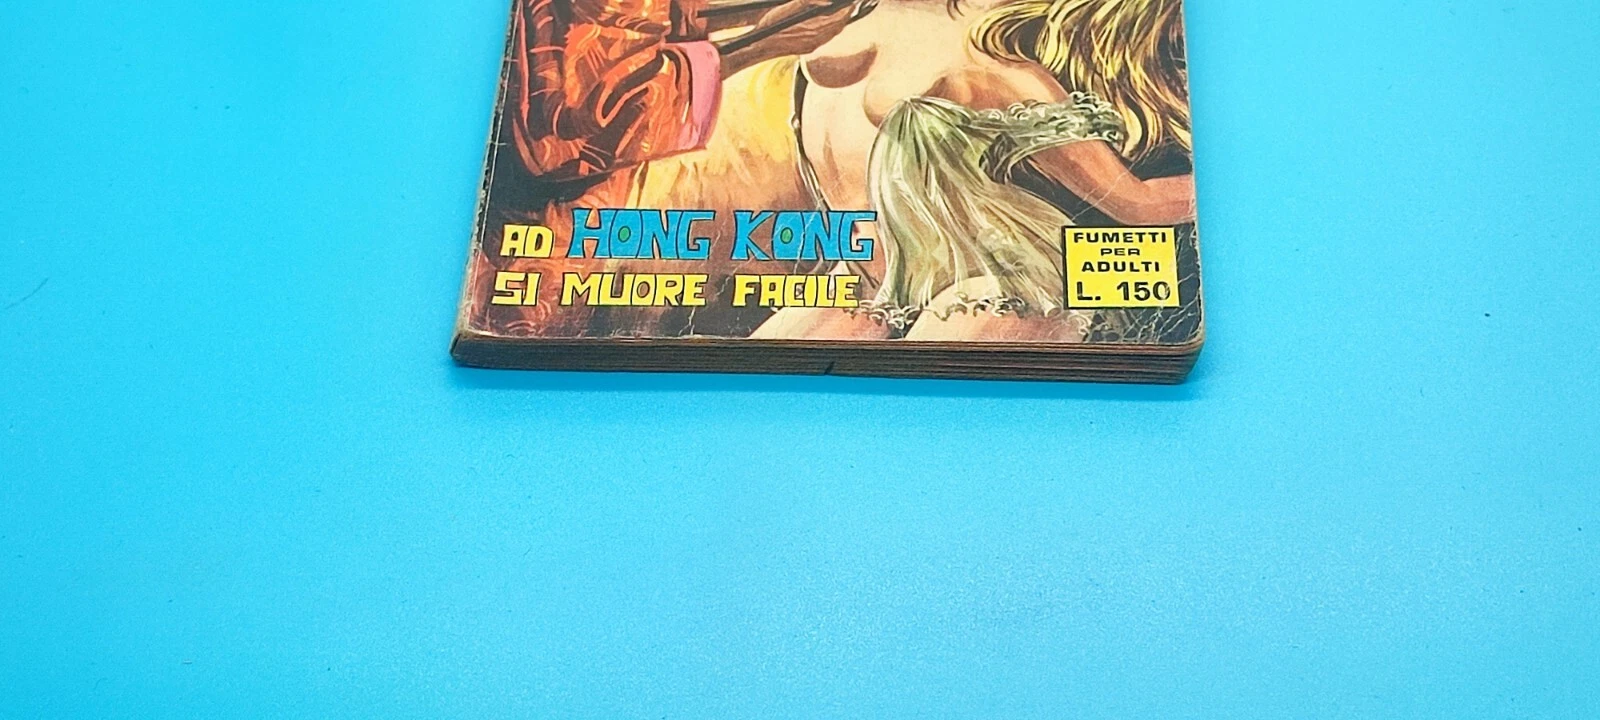 AD HONG KONG
SI MUORE FACILE
FUMETTI
PER
ADULTI
L. 150